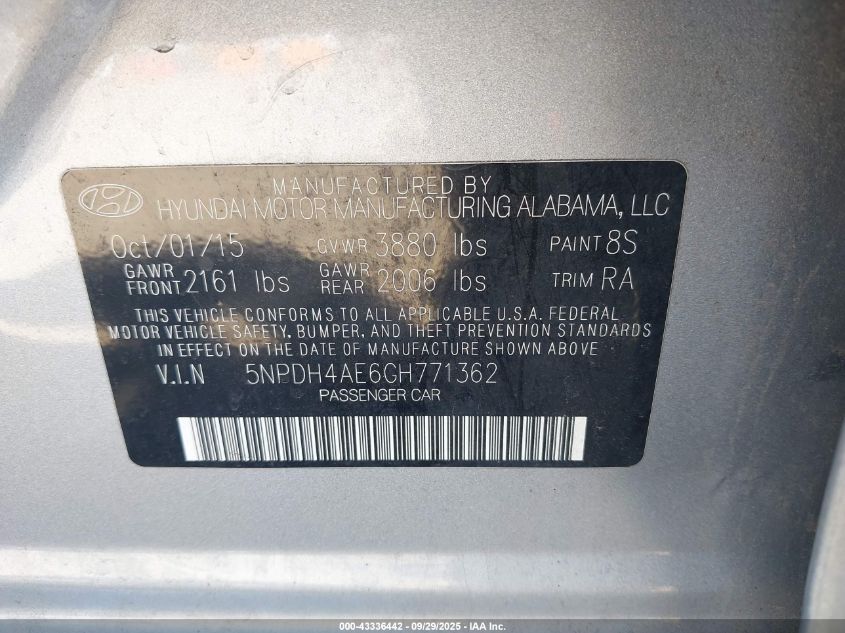 MANUFACTURED BY
HYUNDAI MOTOR MANUFACTURING ALABAMA, LLC
Oct/01/15 GVWR 3880 lbs PAINT 8S
GAWR FRONT 2161 lbs GAWR REAR 2006 lbs TRIM RA
THIS VEHICLE CONFORMS TO ALL APPLICABLE U.S.A. FEDERAL
MOTOR VEHICLE SAFETY, BUMPER, AND THEFT PREVENTION STANDARDS
IN EFFECT ON THE DATE OF MANUFACTURE SHOWN ABOVE
V.I.N 5NPDH4AE6GH771362
PASSENGER CAR
000-43336442 - 09/29/2025 - IAA Inc.